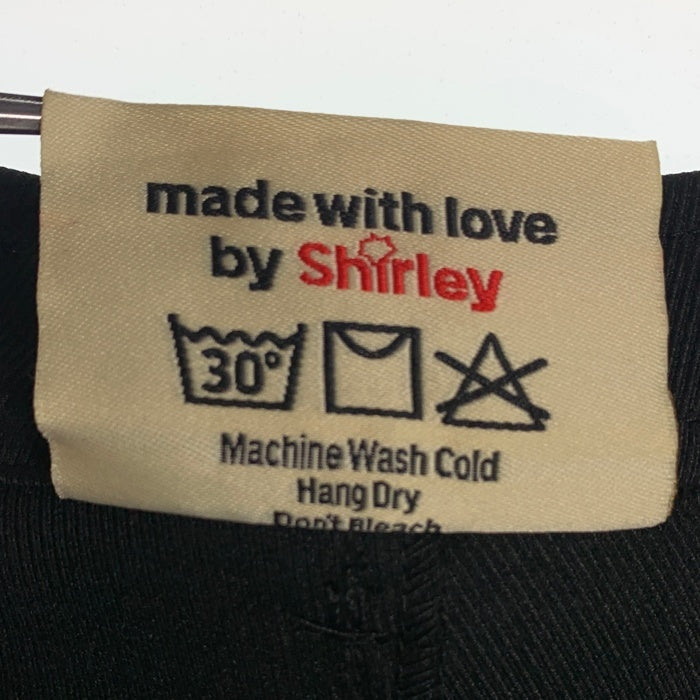 made with love
by Shirley
30°
Machine Wash Cold
Hang Dry
Don't Bleach